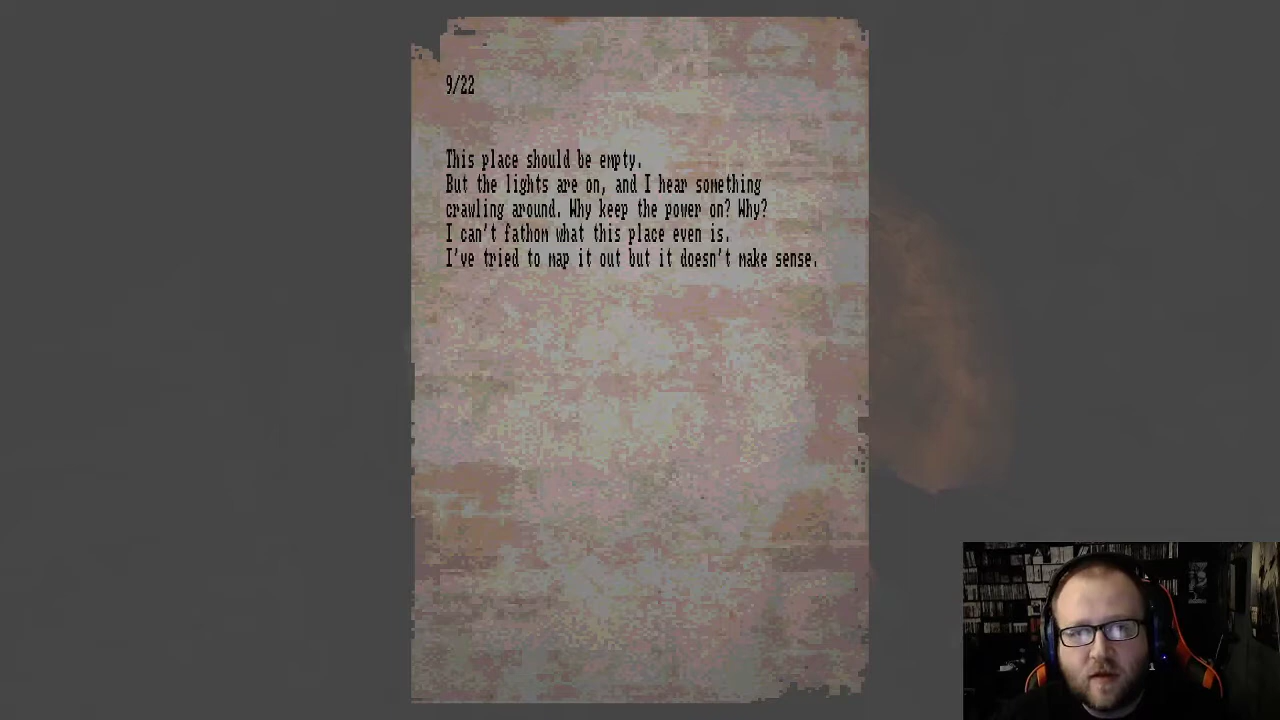 9/22
This place should be empty.
But the lights are on, and I hear something
crawling around. Why keep the power on? Why?
I can't fathom what this place even is.
I've tried to map it out but it doesn't make sense.